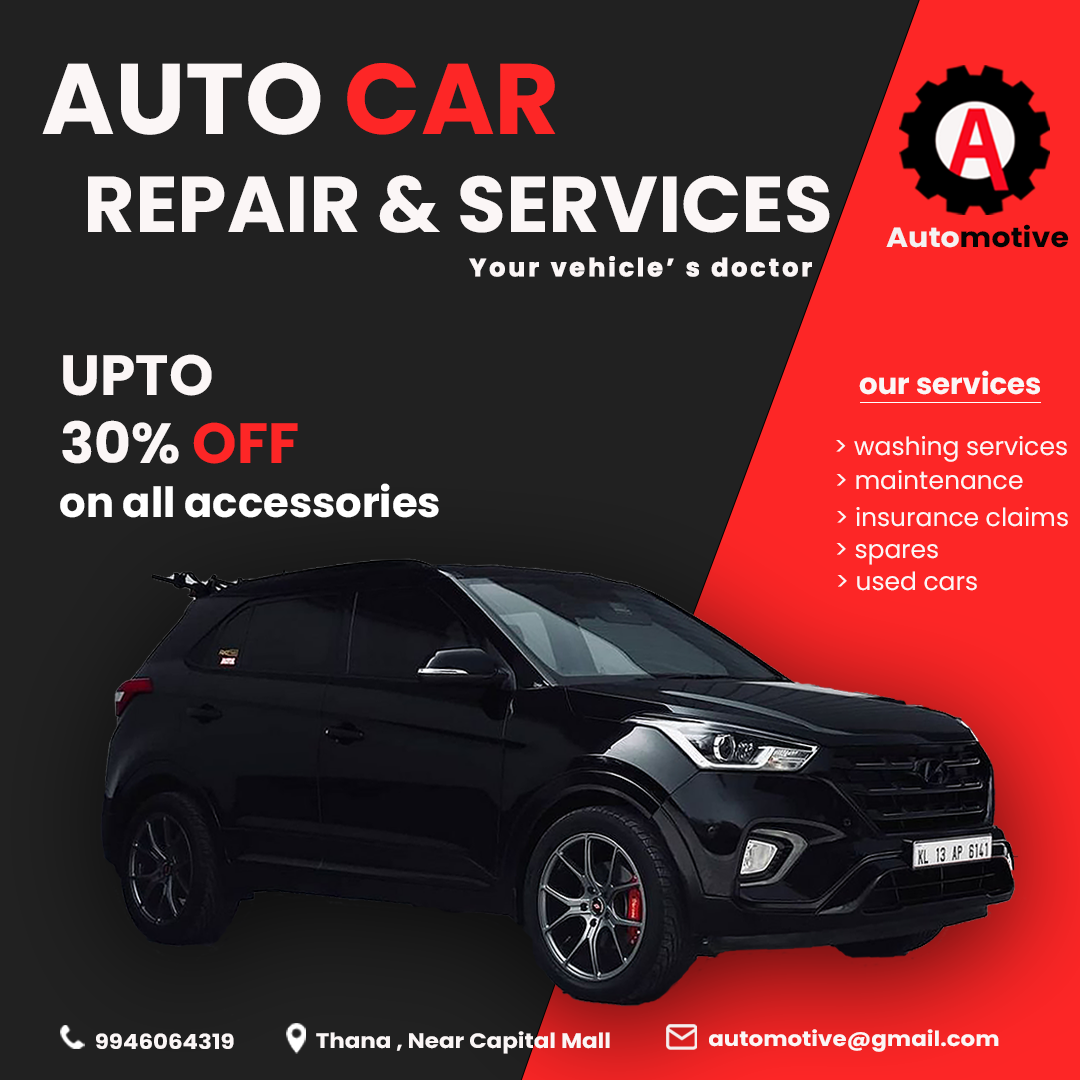 AUTO CAR
REPAIR & SERVICES
Your vehicle’ s doctor
A
Automotive
UPTO
30% OFF
on all accessories
our services
> washing services
> maintenance
> insurance claims
> spares
> used cars
KL 13 AP 6141
9946064319
Thana , Near Capital Mall
automotive@gmail.com